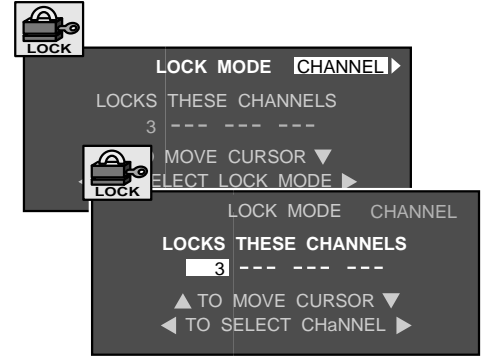 LOCK
LOCK MODE CHANNEL ▶
LOCKS THESE CHANNELS
3 --- --- ---
MOVE CURSOR ▼
LECT LOCK MODE ▶
LOCK
LOCK MODE CHANNEL
LOCKS THESE CHANNELS
3 --- --- ---
▲ TO MOVE CURSOR ▼
◀ TO SELECT CHaNNEL ▶